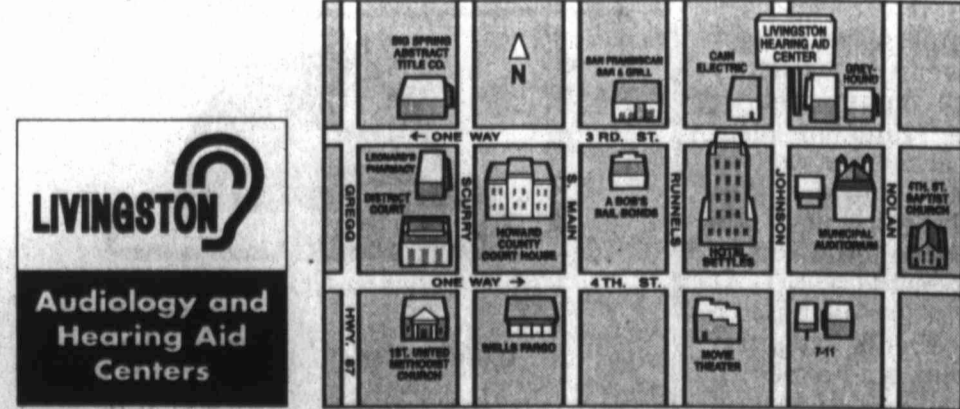 LIVINGSTON
Audiology and
Hearing Aid
Centers
BIG SPRING
ABSTRACT
TITLE CO.
N
SAN FRANSISCAN
BAR & GRILL
CAIN
ELECTRIC
LIVINGSTON
HEARING AID
CENTER
GREY-
HOUND
← ONE WAY
3 RD. ST.
LEONARD'S
PHARMACY
DISTRICT
COURT
GREGG
SCURRY
HOWARD
COUNTY
COURT HOUSE
S. MAIN
A BOB'S
BAIL BONDS
RUNNELS
HOTEL
SETTLES
JOHNSON
MUNICIPAL
AUDITORIUM
NOLAN
4TH. ST.
BAPTIST
CHURCH
ONE WAY →
4TH. ST.
HWY. 87
1ST. UNITED
METHODIST
CHURCH
WELLS FARGO
MOVIE
THEATER
7-11